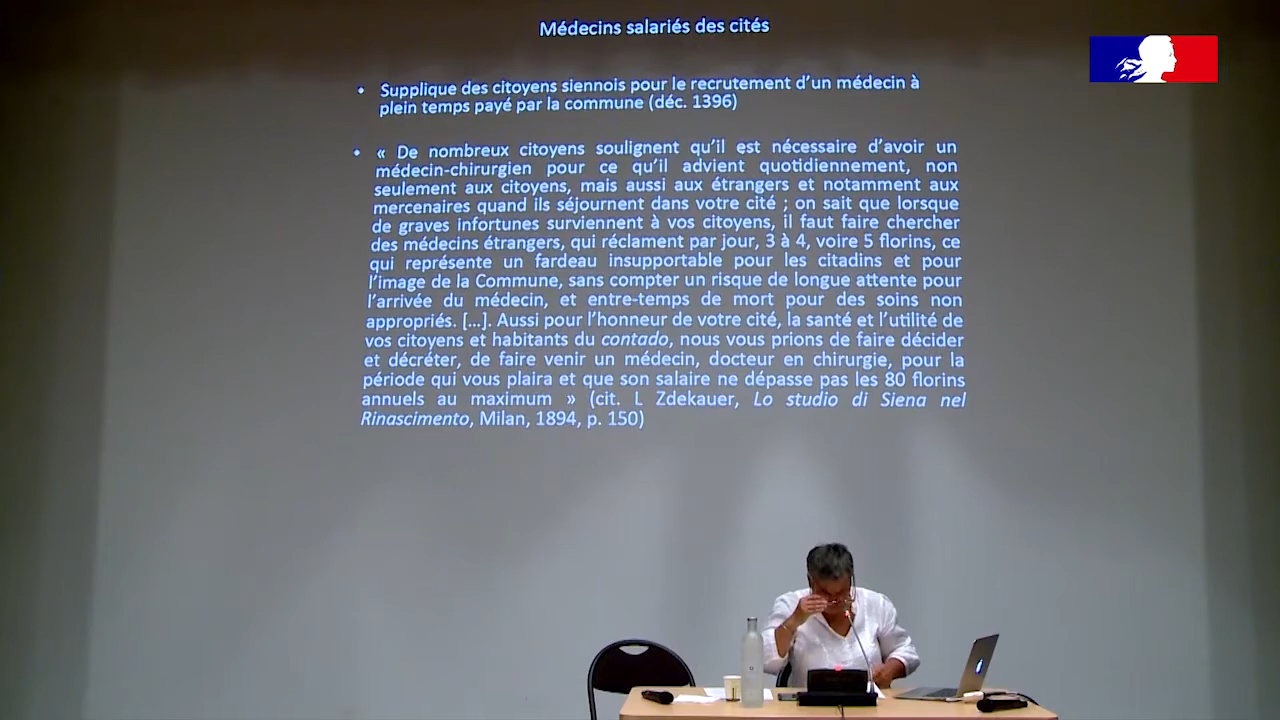 Médecins salariés des cités
• Supplique des citoyens siennois pour le recrutement d'un médecin à
plein temps payé par la commune (déc. 1396)
• « De nombreux citoyens soulignent qu'il est nécessaire d'avoir un
médecin-chirurgien pour ce qu'il advient quotidiennement, non
seulement aux citoyens, mais aussi aux étrangers et notamment aux
mercenaires quand ils séjournent dans votre cité ; on sait que lorsque
de graves infortunes surviennent à vos citoyens, il faut faire chercher
des médecins étrangers, qui réclament par jour, 3 à 4, voire 5 florins, ce
qui représente un fardeau insupportable pour les citadins et pour
l'image de la Commune, sans compter un risque de longue attente pour
l'arrivée du médecin, et entre-temps de mort pour des soins non
appropriés. […]. Aussi pour l'honneur de votre cité, la santé et l'utilité de
vos citoyens et habitants du contado, nous vous prions de faire décider
et décréter, de faire venir un médecin, docteur en chirurgie, pour la
période qui vous plaira et que son salaire ne dépasse pas les 80 florins
annuels au maximum » (cit. L Zdekauer, Lo studio di Siena nel
Rinascimento, Milan, 1894, p. 150)